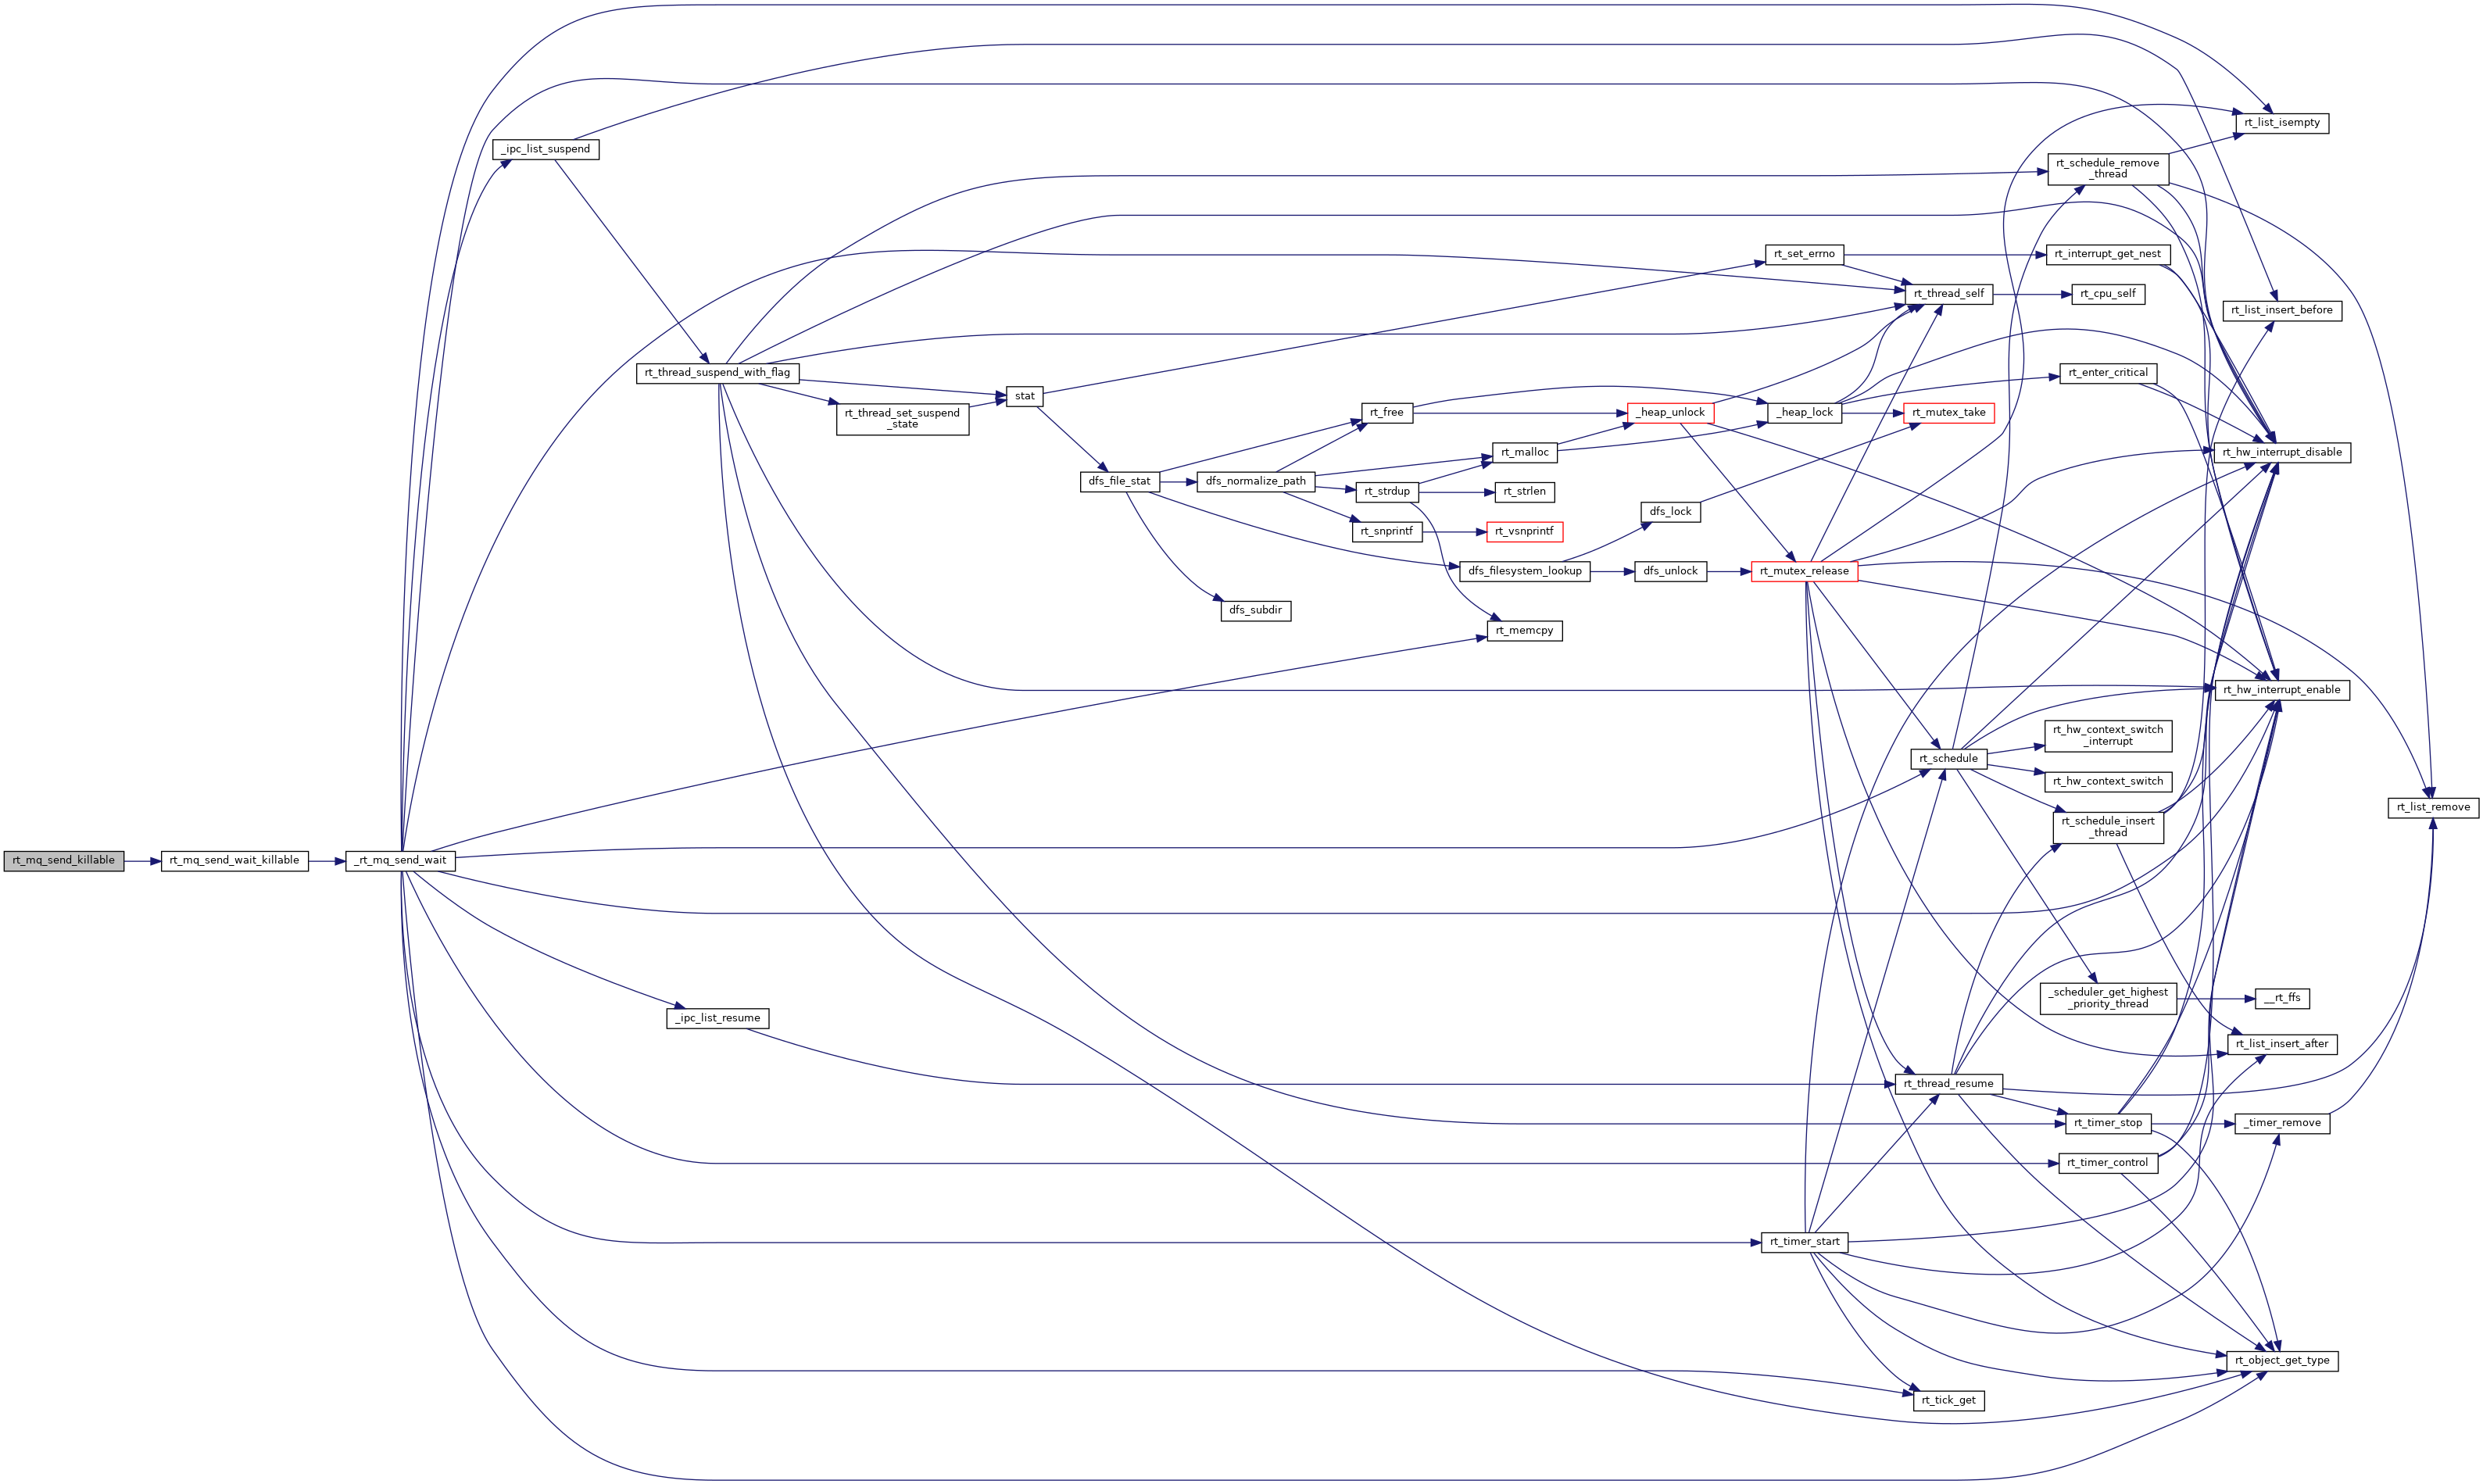 rt_mq_send_killable
rt_mq_send_wait_killable
_rt_mq_send_wait
_ipc_list_suspend
_ipc_list_resume
rt_thread_suspend_with_flag
rt_thread_set_suspend
_state
stat
dfs_file_stat
dfs_normalize_path
dfs_subdir
rt_free
rt_strdup
rt_snprintf
rt_malloc
rt_strlen
rt_vsnprintf
dfs_filesystem_lookup
rt_memcpy
_heap_unlock
dfs_lock
dfs_unlock
rt_set_errno
_heap_lock
rt_mutex_release
rt_timer_start
rt_thread_self
rt_mutex_take
rt_schedule
rt_thread_resume
rt_tick_get
rt_schedule_remove
_thread
rt_interrupt_get_nest
rt_cpu_self
rt_enter_critical
rt_hw_context_switch
_interrupt
rt_hw_context_switch
rt_schedule_insert
_thread
_scheduler_get_highest
_priority_thread
rt_timer_stop
rt_timer_control
rt_list_isempty
rt_list_insert_before
rt_hw_interrupt_disable
rt_hw_interrupt_enable
__rt_ffs
rt_list_insert_after
_timer_remove
rt_object_get_type
rt_list_remove